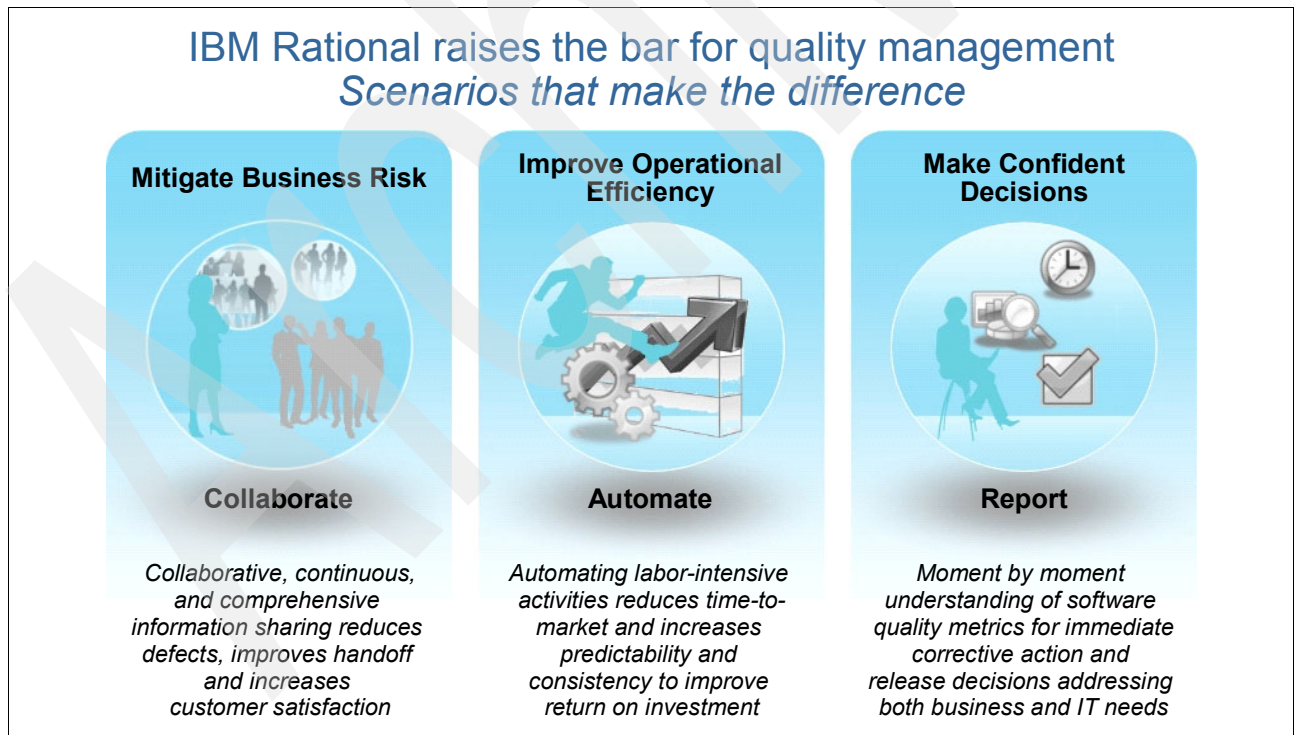 IBM Rational raises the bar for quality management
Scenarios that make the difference
Mitigate Business Risk
Collaborate
Collaborative, continuous,
and comprehensive
information sharing reduces
defects, improves handoff
and increases
customer satisfaction
Improve Operational
Efficiency
Automate
Automating labor-intensive
activities reduces time-to-
market and increases
predictability and
consistency to improve
return on investment
Make Confident
Decisions
Report
Moment by moment
understanding of software
quality metrics for immediate
corrective action and
release decisions addressing
both business and IT needs